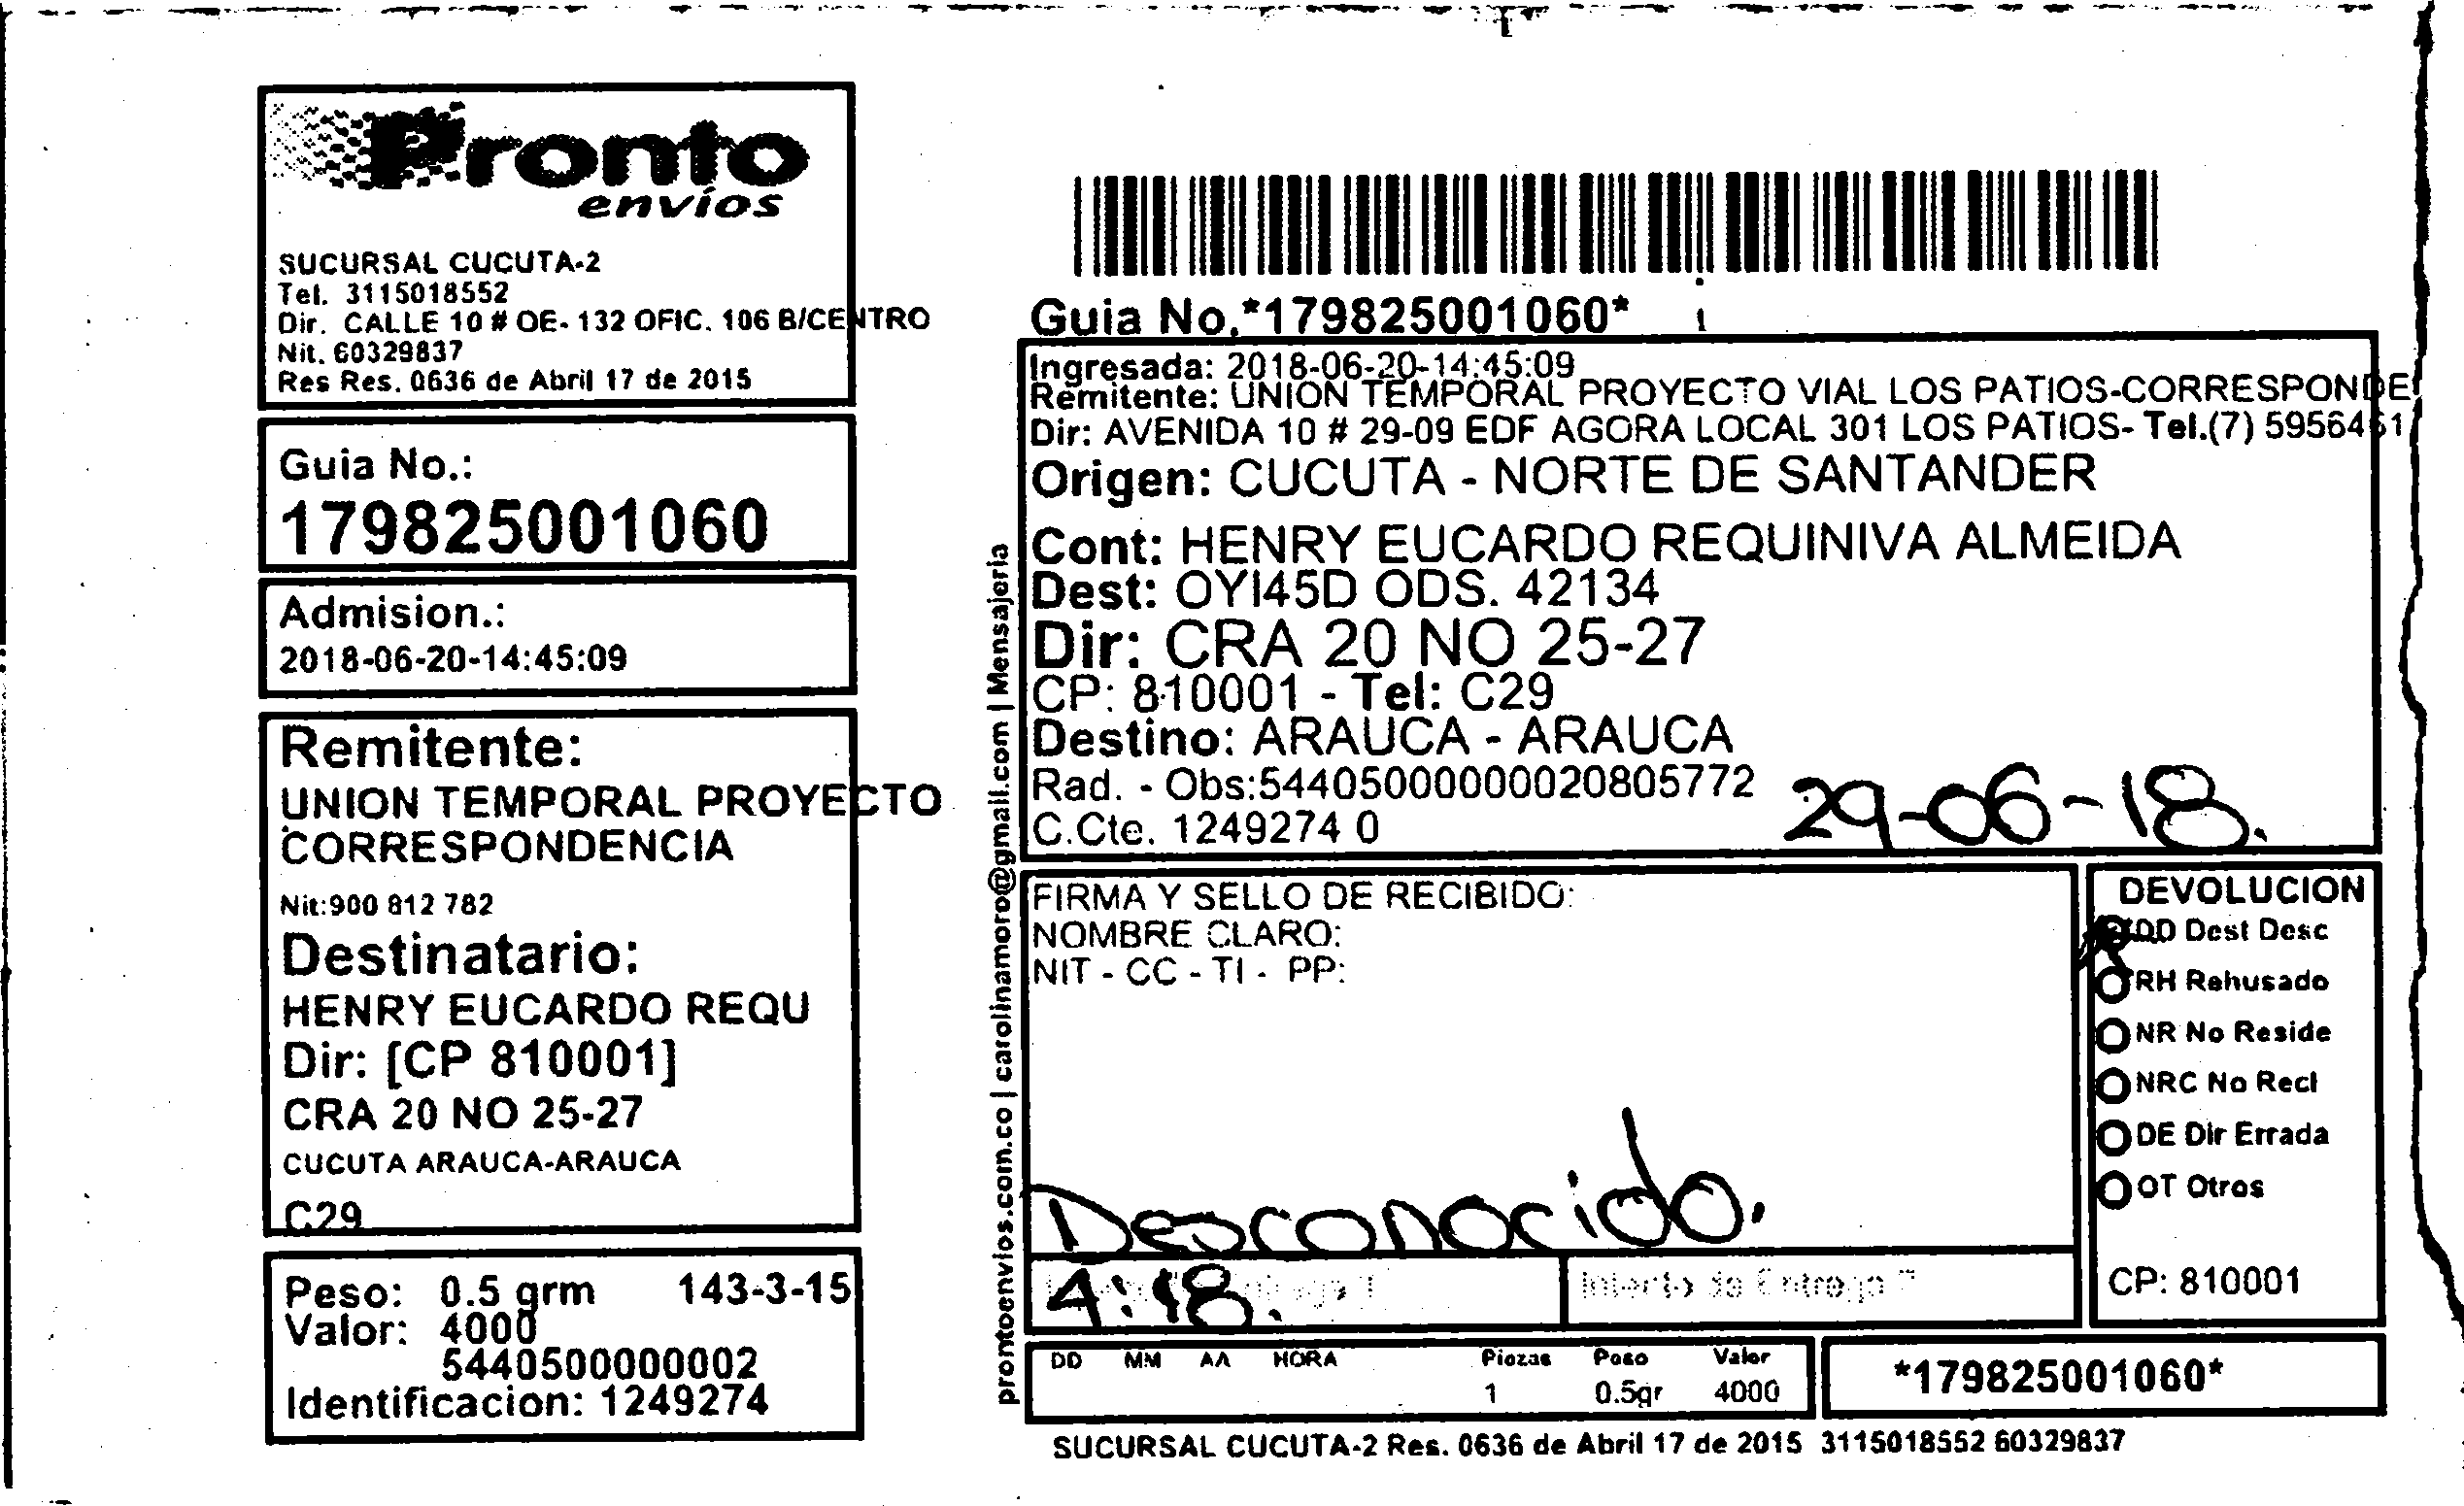 Pronto
envíos
SUCURSAL CUCUTA-2
Tel. 3115018552
Dir. CALLE 10 # OE- 132 OFIC. 106 B/CENTRO
Nit. 60329837
Res Res. 0636 de Abril 17 de 2015
Guia No.:
179825001060
Admision.:
2018-06-20-14:45:09
Remitente:
UNION TEMPORAL PROYECTO
CORRESPONDENCIA
Nit:900 812 782
Destinatario:
HENRY EUCARDO REQU
Dir: [CP 810001]
CRA 20 NO 25-27
CUCUTA ARAUCA-ARAUCA
C29
Peso: 0.5 grm 143-3-15
Valor: 4000
5440500000002
Identificacion: 1249274
prontoenvios.com.co | carolinamoro@gmail.com | Mensajeria
Guia No.*179825001060*
Ingresada: 2018-06-20-14:45:09
Remitente: UNION TEMPORAL PROYECTO VIAL LOS PATIOS-CORRESPONDE
Dir: AVENIDA 10 # 29-09 EDF AGORA LOCAL 301 LOS PATIOS- Tel.(7) 5956461
Origen: CUCUTA - NORTE DE SANTANDER
Cont: HENRY EUCARDO REQUINIVA ALMEIDA
Dest: OYI45D ODS. 42134
Dir: CRA 20 NO 25-27
CP: 810001 - Tel: C29
Destino: ARAUCA - ARAUCA
Rad. - Obs:544050000000020805772
C.Cte. 1249274 0
29-06-18.
FIRMA Y SELLO DE RECIBIDO:
NOMBRE CLARO:
NIT - CC - TI - PP:
Desconocido.
4:18.
Intento de Entrega
DEVOLUCION
DD Dest Desc
RH Rehusado
NR No Reside
NRC No Recl
DE Dir Errada
OT Otros
CP: 810001
DD MM AA HORA Piezas Peso Valor
1 0.5gr 4000
*179825001060*
SUCURSAL CUCUTA-2 Res. 0636 de Abril 17 de 2015 3115018552 60329837